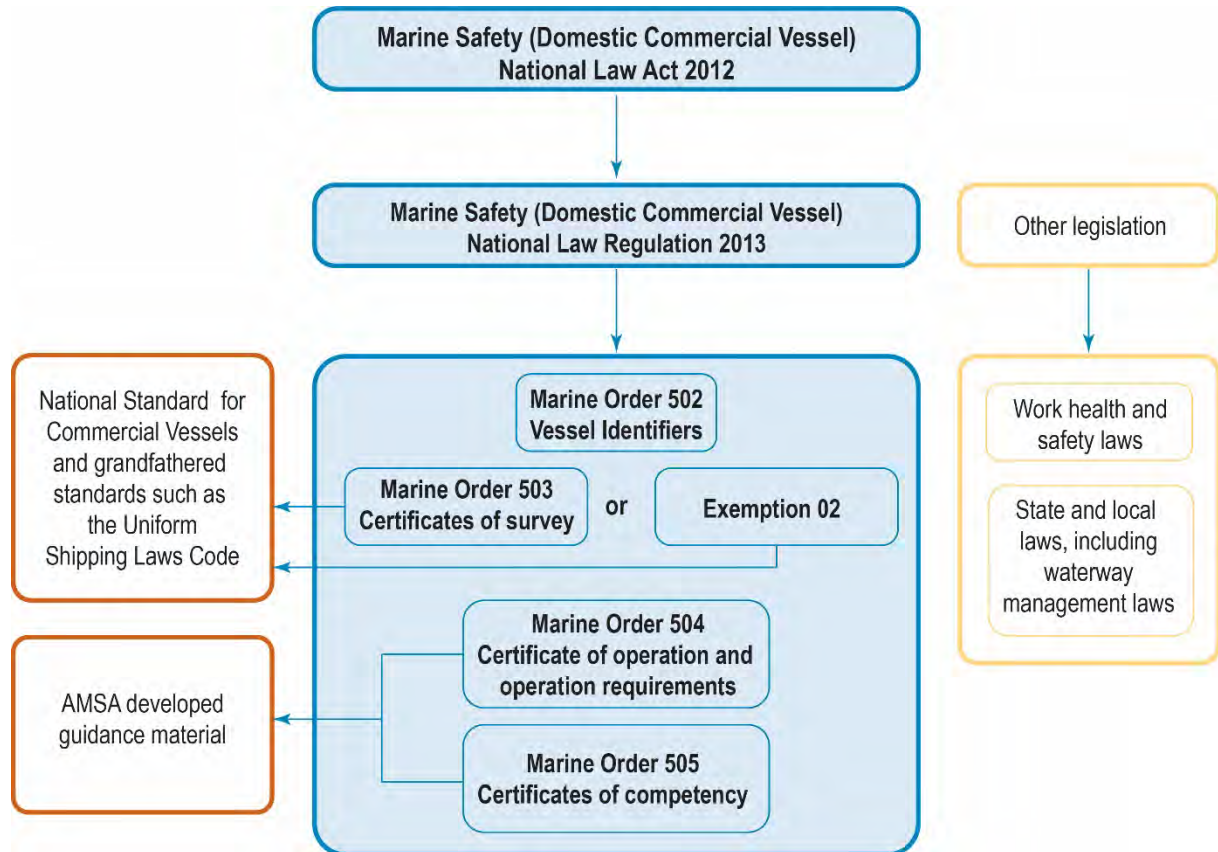 Marine Safety (Domestic Commercial Vessel)
National Law Act 2012
Marine Safety (Domestic Commercial Vessel)
National Law Regulation 2013
Other legislation
National Standard for
Commercial Vessels
and grandfathered
standards such as
the Uniform
Shipping Laws Code
Marine Order 502
Vessel Identifiers
Marine Order 503
Certificates of survey
or
Exemption 02
Work health and
safety laws
State and local
laws, including
waterway
management laws
AMSA developed
guidance material
Marine Order 504
Certificate of operation and
operation requirements
Marine Order 505
Certificates of competency